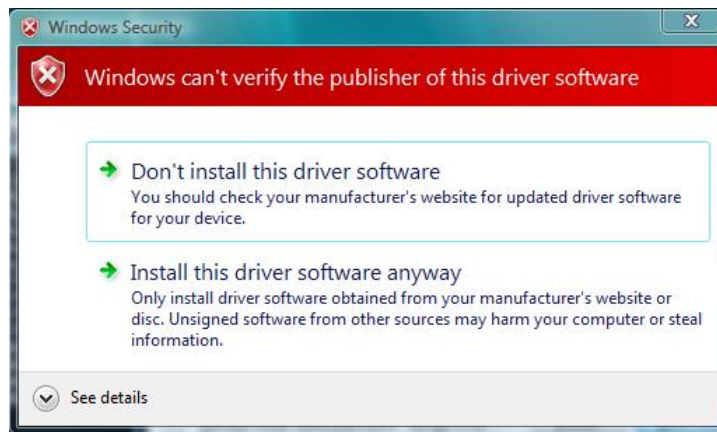 Windows Security
X
Windows can't verify the publisher of this driver software
Don't install this driver software
You should check your manufacturer's website for updated driver software
for your device.
Install this driver software anyway
Only install driver software obtained from your manufacturer's website or
disc. Unsigned software from other sources may harm your computer or steal
information.
See details